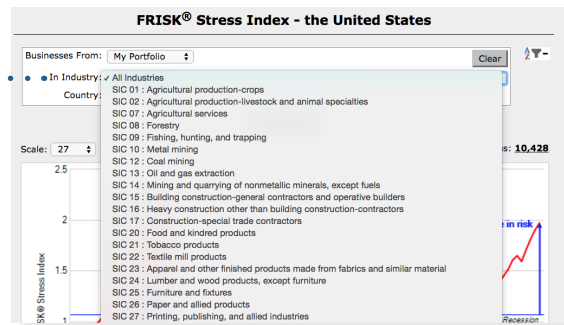 FRISK® Stress Index - the United States
Businesses From: My Portfolio
Clear
A
Z
In Industry: ✓ All Industries
Country:
SIC 01 : Agricultural production-crops
SIC 02 : Agricultural production-livestock and animal specialties
SIC 07 : Agricultural services
SIC 08 : Forestry
SIC 09 : Fishing, hunting, and trapping
SIC 10 : Metal mining
SIC 12 : Coal mining
SIC 13 : Oil and gas extraction
SIC 14 : Mining and quarrying of nonmetallic minerals, except fuels
SIC 15 : Building construction-general contractors and operative builders
SIC 16 : Heavy construction other than building construction-contractors
SIC 17 : Construction-special trade contractors
SIC 20 : Food and kindred products
SIC 21 : Tobacco products
SIC 22 : Textile mill products
SIC 23 : Apparel and other finished products made from fabrics and similar material
SIC 24 : Lumber and wood products, except furniture
SIC 25 : Furniture and fixtures
SIC 26 : Paper and allied products
SIC 27 : Printing, publishing, and allied industries
Scale: 27
s: 10,428
2.5
2
1.5
1
SK® Stress Index
in risk
Recession